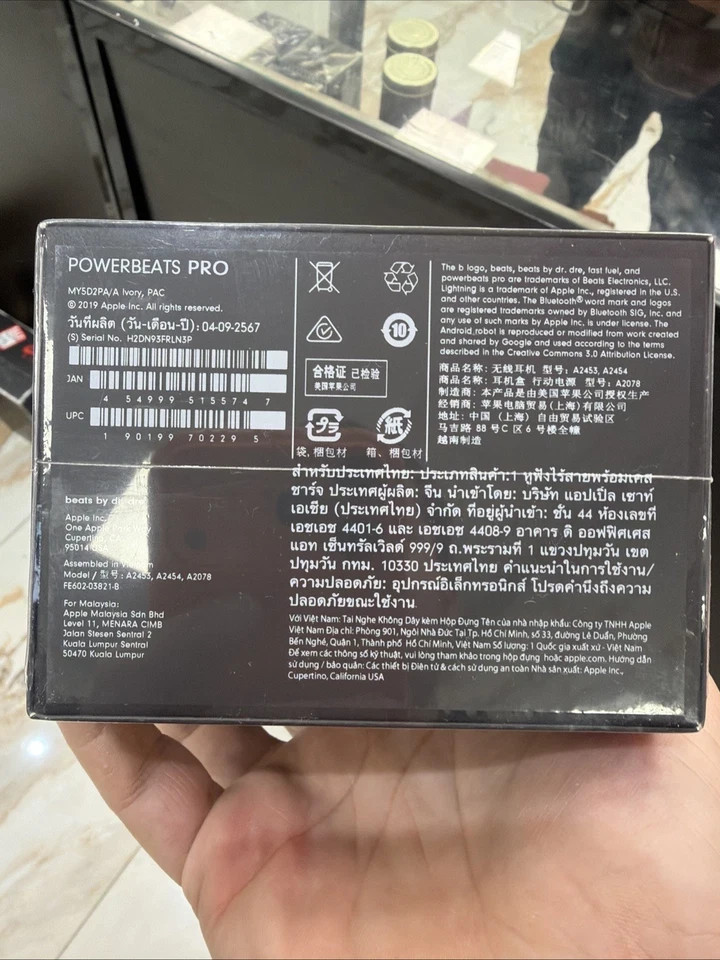 POWERBEATS PRO
MY5D2PA/A Ivory, PAC
© 2019 Apple Inc. All rights reserved.
วันที่ผลิต (วัน-เดือน-ปี): 04-09-2567
(S) Serial No. H2DN93FRLN3P
JAN
4 54999 515574 7
UPC
1 90199 70229 5
10
合格证 已检验
美国苹果公司
プラ
紙
袋、梱包材
箱、梱包材
The b logo, beats, beats by dr. dre, fast fuel, and
powerbeats pro are trademarks of Beats Electronics, LLC.
Lightning is a trademark of Apple Inc., registered in the U.S.
and other countries. The Bluetooth® word mark and logos
are registered trademarks owned by Bluetooth SIG, Inc. and
any use of such marks by Apple Inc. is under license. The
Android_robot is reproduced or modified from work created
and shared by Google and used according to the terms
described in the Creative Commons 3.0 Attribution License.
商品名称: 无线耳机 型号: A2453, A2454
商品名称: 耳机盒 行动电源 型号: A2078
制造商: 本产品是由美国苹果公司授权生产
经销商: 苹果电脑贸易(上海)有限公司
地址: 中国 (上海) 自由贸易试验区
马吉路 88 号C 区 6 号楼全幢
越南制造
beats by dr. dre
Apple Inc.
One Apple Park Way
Cupertino, CA
95014
Assembled in Vietnam
Model / 型号: A2453, A2454, A2078
FE602-03821-B
For Malaysia:
Apple Malaysia Sdn Bhd
Level 11, MENARA CIMB
Jalan Stesen Sentral 2
Kuala Lumpur Sentral
50470 Kuala Lumpur
สำหรับประเทศไทย: ประเภทสินค้า:1 หูฟังไร้สายพร้อมเคส
ชาร์จ ประเทศผู้ผลิต: จีน นำเข้าโดย: บริษัท แอปเปิ้ล เซาท์
เอเชีย (ประเทศไทย) จำกัด ที่อยู่ผู้นำเข้า: ชั้น 44 ห้องเลขที่
เอชเอช 4401-6 และ เอชเอช 4408-9 อาคาร ดิ ออฟฟิศเศส
แอท เซ็นทรัลเวิลด์ 999/9 ถ.พระรามที่ 1 แขวงปทุมวัน เขต
ปทุมวัน กทม. 10330 ประเทศไทย คำแนะนำในการใช้งาน/
ความปลอดภัย: อุปกรณ์อิเล็กทรอนิกส์ โปรดคำนึงถึงความ
ปลอดภัยขณะใช้งาน
Với Việt Nam: Tai Nghe Không Dây kèm Hộp Đựng Tên của nhà nhập khẩu: Công ty TNHH Apple
Việt Nam Địa chỉ: Phòng 901, Ngôi Nhà Đức Tại Tp. Hồ Chí Minh, số 33, đường Lê Duẩn, Phường
Bến Nghé, Quận 1, Thành phố Hồ Chí Minh, Việt Nam Số lượng: 1 Quốc gia xuất xứ - Việt Nam
Để xem các thông số kỹ thuật, vui lòng tham khảo trong hộp đựng hoặc apple.com. Hướng dẫn
sử dụng / bảo quản: Các thiết bị Điện tử & cách sử dụng an toàn Nhà sản xuất: Apple Inc.,
Cupertino, California USA